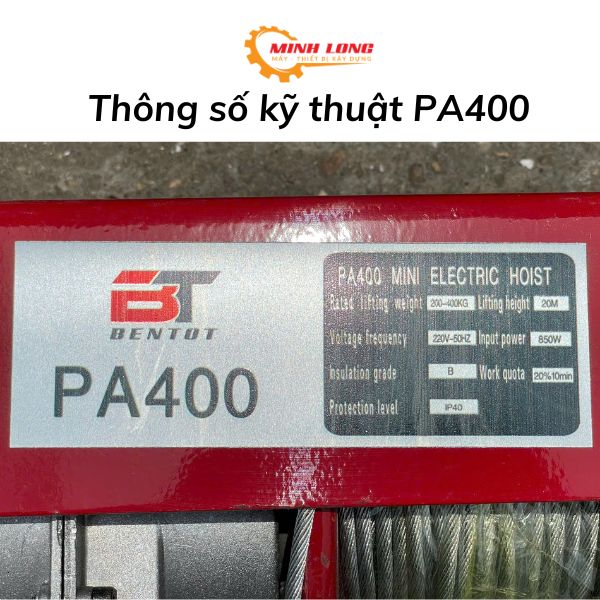 MINH LONG
MÁY - THIẾT BỊ XÂY DỰNG
Thông số kỹ thuật PA400
BT
BENTOT
PA400
PA400 MINI ELECTRIC HOIST
Rated lifting weight 200-400KG Lifting height 20M
Voltage frequency 220V-50HZ Input power 850W
Insulation grade B Work quota 20%10min
Protection level IP40